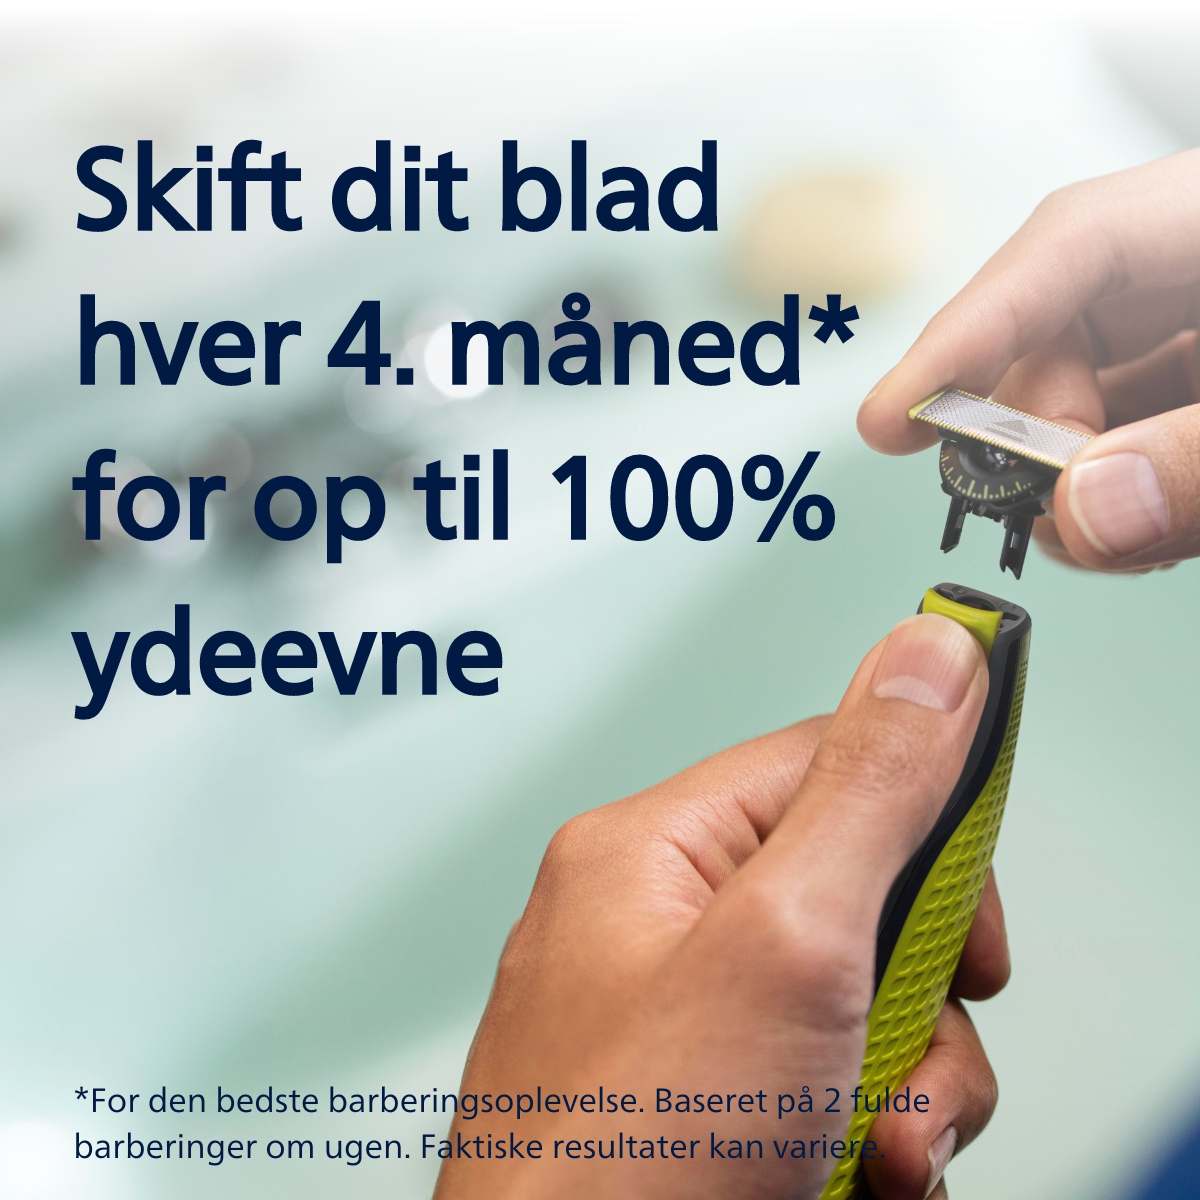 Skift dit blad
hver 4. måned*
for op til 100%
ydeevne
*For den bedste barberingsoplevelse. Baseret på 2 fulde
barberinger om ugen. Faktiske resultater kan variere.